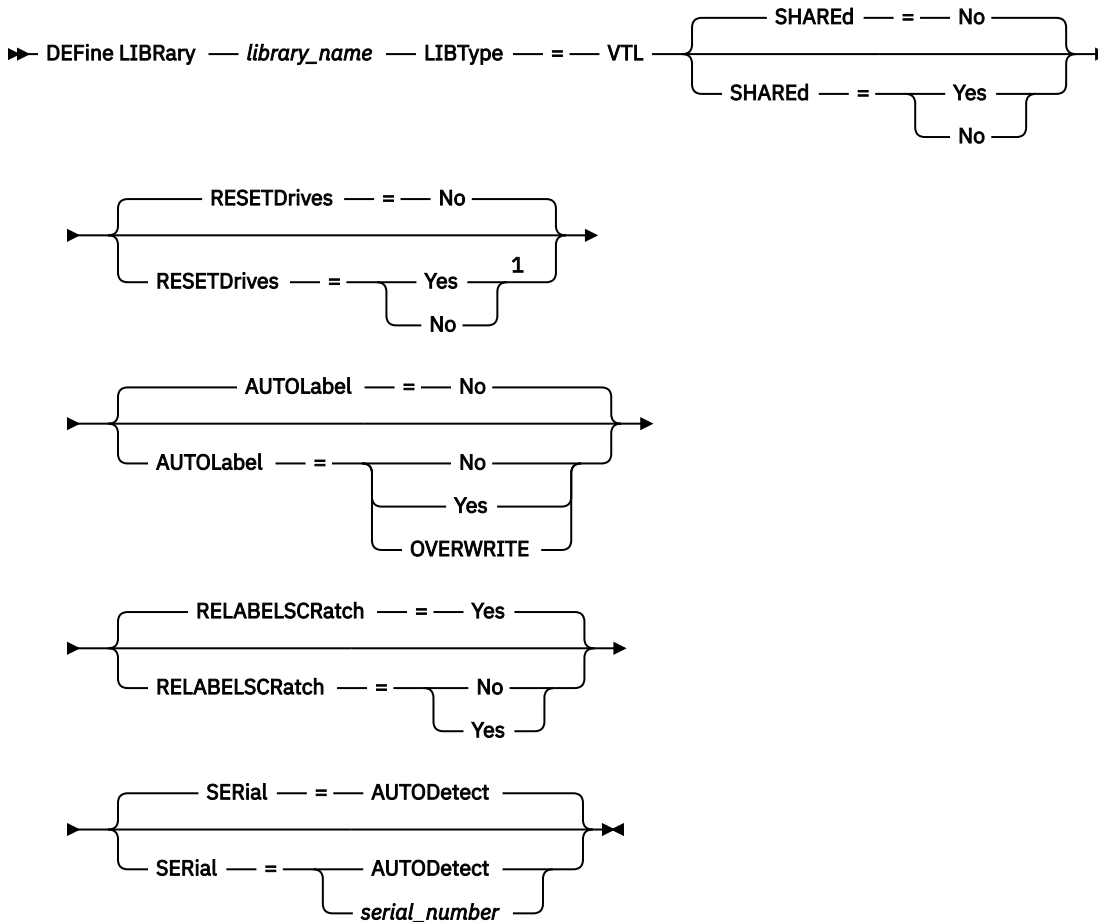 SHAREd = No
DEFine LIBRary library_name LIBType = VTL
SHAREd = Yes
No
RESETDrives = No
RESETDrives = Yes 1
No
AUTOLabel = No
AUTOLabel = No
Yes
OVERWRITE
RELABELSCRatch = Yes
RELABELSCRatch = No
Yes
SERial = AUTODetect
SERial = AUTODetect
serial_number